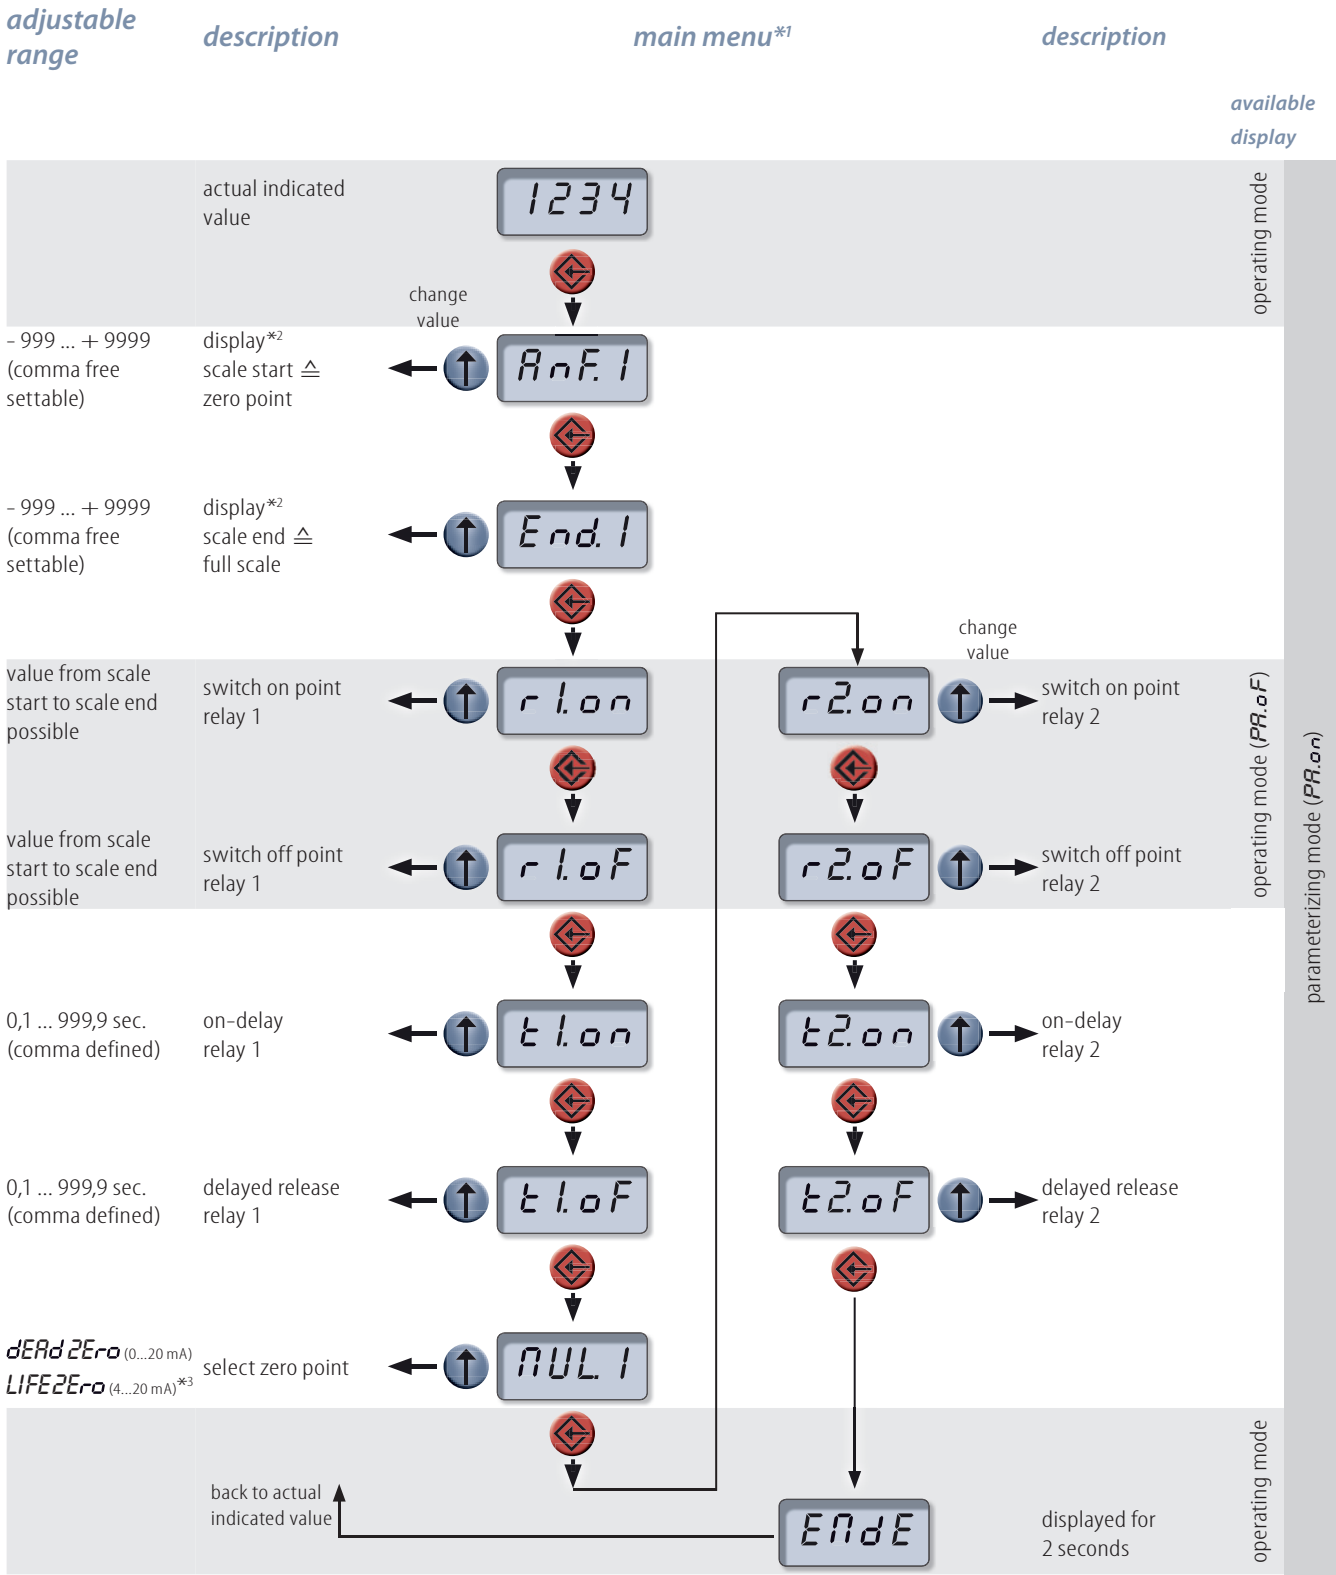 adjustable
range
description
main menu*1
description
available
display
actual indicated
value
1234
operating mode
change
value
- 999 ... + 9999
(comma free
settable)
display*2
scale start ≙
zero point
AnF.1
- 999 ... + 9999
(comma free
settable)
display*2
scale end ≙
full scale
End.1
value from scale
start to scale end
possible
switch on point
relay 1
r1.on
r2.on
change
value
switch on point
relay 2
value from scale
start to scale end
possible
switch off point
relay 1
r1.oF
r2.oF
switch off point
relay 2
operating mode (PA.oF)
parameterizing mode (PA.on)
0,1 ... 999,9 sec.
(comma defined)
on-delay
relay 1
t1.on
t2.on
on-delay
relay 2
0,1 ... 999,9 sec.
(comma defined)
delayed release
relay 1
t1.oF
t2.oF
delayed release
relay 2
dEAd 2Ero (0...20 mA)
LIFE2Ero (4...20 mA)*3
select zero point
nUL.1
back to actual
indicated value
EndE
displayed for
2 seconds
operating mode